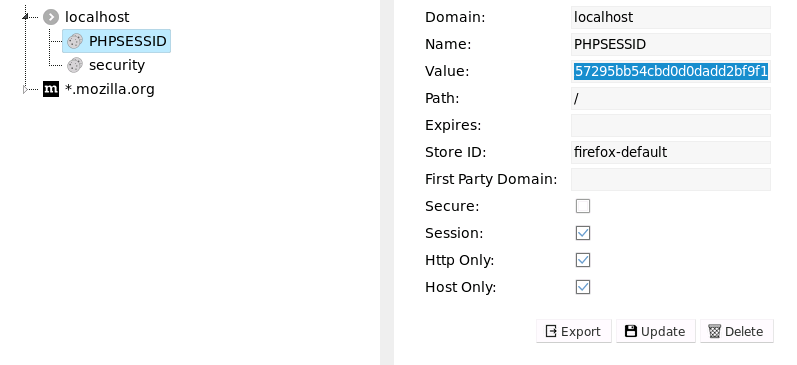 localhost
PHPSESSID
security
m *.mozilla.org
Domain: localhost
Name: PHPSESSID
Value: 57295bb54cbd0d0dadd2bf9f1
Path: /
Expires:
Store ID: firefox-default
First Party Domain:
Secure:
Session:
Http Only:
Host Only:
Export Update Delete